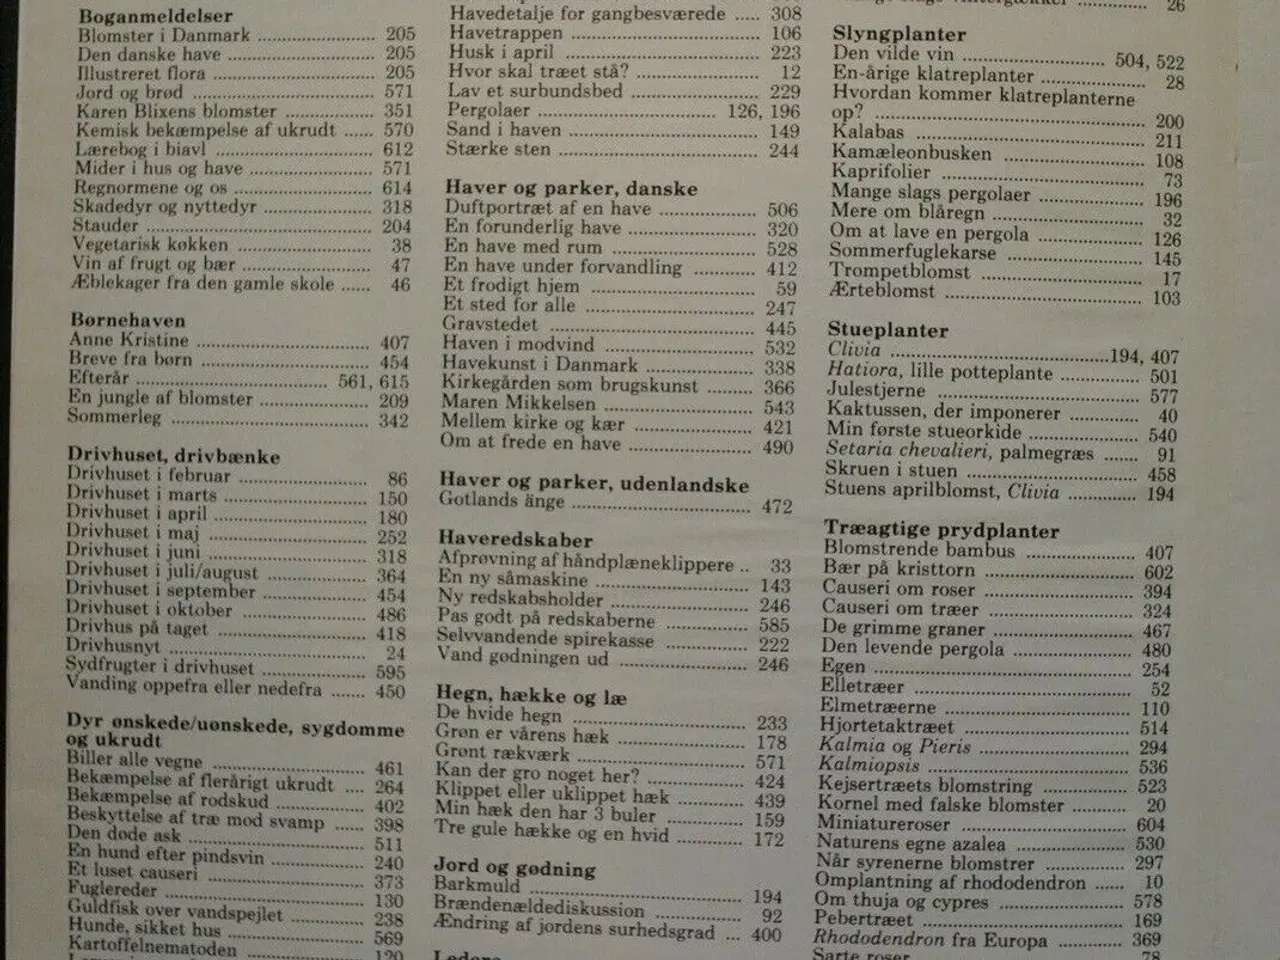 Boganmeldelser
Blomster i Danmark ..................... 205
Den danske have ......................... 205
Illustreret flora ............................. 205
Jord og brød ................................ 571
Karen Blixens blomster ............... 351
Kemisk bekæmpelse af ukrudt ...... 570
Lærebog i biavl ............................ 612
Mider i hus og have ..................... 571
Regnormene og os ........................ 614
Skadedyr og nyttedyr ................... 318
Stauder ......................................... 204
Vegetarisk køkken ........................ 38
Vin af frugt og bær ...................... 47
Æblekager fra den gamle skole ...... 46
Børnehaven
Anne Kristine .............................. 407
Breve fra børn .............................. 454
Efterår .................................. 561, 615
En jungle af blomster ................... 209
Sommerleg ................................... 342
Drivhuset, drivbænke
Drivhuset i februar ....................... 86
Drivhuset i marts ......................... 150
Drivhuset i april ........................... 180
Drivhuset i maj ............................ 252
Drivhuset i juni ............................ 318
Drivhuset i juli/august .................. 364
Drivhuset i september ................... 454
Drivhuset i oktober ...................... 486
Drivhus på taget .......................... 418
Drivhusnyt ................................... 24
Sydfrugter i drivhuset ................... 595
Vanding oppefra eller nedefra ...... 450
Dyr ønskede/uønskede, sygdomme
og ukrudt
Biller alle vegne ........................... 461
Bekæmpelse af flerårigt ukrudt .... 264
Bekæmpelse af rodskud ................ 402
Beskyttelse af træ mod svamp ..... 398
Den døde ask ............................... 511
En hund efter pindsvin ................. 240
Et luset causeri ............................ 373
Fuglereder .................................... 130
Guldfisk over vandspejlet ............. 238
Hunde, sikket hus ........................ 569
Kartoffelnematoden ..................... 120
Havedetalje for gangbesværede ..... 308
Havetrappen ................................. 106
Husk i april .................................. 223
Hvor skal træet stå? ..................... 12
Lav et surbundsbed ...................... 229
Pergolaer ............................... 126, 196
Sand i haven ................................ 149
Stærke sten .................................. 244
Haver og parker, danske
Duftportræt af en have ................. 506
En forunderlig have ..................... 320
En have med rum ......................... 528
En have under forvandling ........... 412
Et frodigt hjem ............................ 59
Et sted for alle ............................. 247
Gravstedet ................................... 445
Haven i modvind ......................... 532
Havekunst i Danmark .................. 338
Kirkegården som brugskunst ........ 366
Maren Mikkelsen ......................... 543
Mellem kirke og kær .................... 421
Om at frede en have ..................... 490
Haver og parker, udenlandske
Gotlands änge .............................. 472
Haveredskaber
Afprøvning af håndplæneklippere .. 33
En ny såmaskine .......................... 143
Ny redskabsholder ....................... 246
Pas godt på redskaberne .............. 585
Selvvandende spirekasse .............. 222
Vand gødningen ud ...................... 246
Hegn, hække og læ
De hvide hegn .............................. 233
Grøn er vårens hæk ...................... 178
Grønt rækværk ............................. 571
Kan der gro noget her? ................. 424
Klippet eller uklippet hæk ............ 439
Min hæk den har 3 buler .............. 159
Tre gule hække og en hvid ........... 172
Jord og gødning
Barkmuld ..................................... 194
Brændenældediskussion ............... 92
Ændring af jordens surhedsgrad ... 400
26
Slyngplanter
Den vilde vin ........................ 504, 522
En-årige klatreplanter .................. 28
Hvordan kommer klatreplanterne
op? ............................................... 200
Kalabas ........................................ 211
Kamæleonbusken ......................... 108
Kaprifolier ................................... 73
Mange slags pergolaer ................. 196
Mere om blåregn .......................... 32
Om at lave en pergola .................. 126
Sommerfuglekarse ....................... 145
Trompetblomst ............................ 17
Ærteblomst .................................. 103
Stueplanter
Clivia ....................................194, 407
Hatiora, lille potteplante .............. 501
Julestjerne ................................... 577
Kaktussen, der imponerer ............ 40
Min første stueorkide ................... 540
Setaria chevalieri, palmegræs ....... 91
Skruen i stuen ............................. 458
Stuens aprilblomst, Clivia ............ 194
Træagtige prydplanter
Blomstrende bambus .................... 407
Bær på kristtorn .......................... 602
Causeri om roser .......................... 394
Causeri om træer ......................... 324
De grimme graner ........................ 467
Den levende pergola ..................... 480
Egen ............................................. 254
Elletræer ...................................... 52
Elmetræerne ................................ 110
Hjortetaktræet ............................. 514
Kalmia og Pieris .......................... 294
Kalmiopsis ................................... 536
Kejsertræets blomstring ............... 523
Kornel med falske blomster .......... 20
Miniatureroser ............................. 604
Naturens egne azalea ................... 530
Når syrenerne blomstrer .............. 297
Omplantning af rhododendron ...... 10
Om thuja og cypres ...................... 578
Pebertræet ................................... 169
Rhododendron fra Europa ............ 369
Sarte roser 78